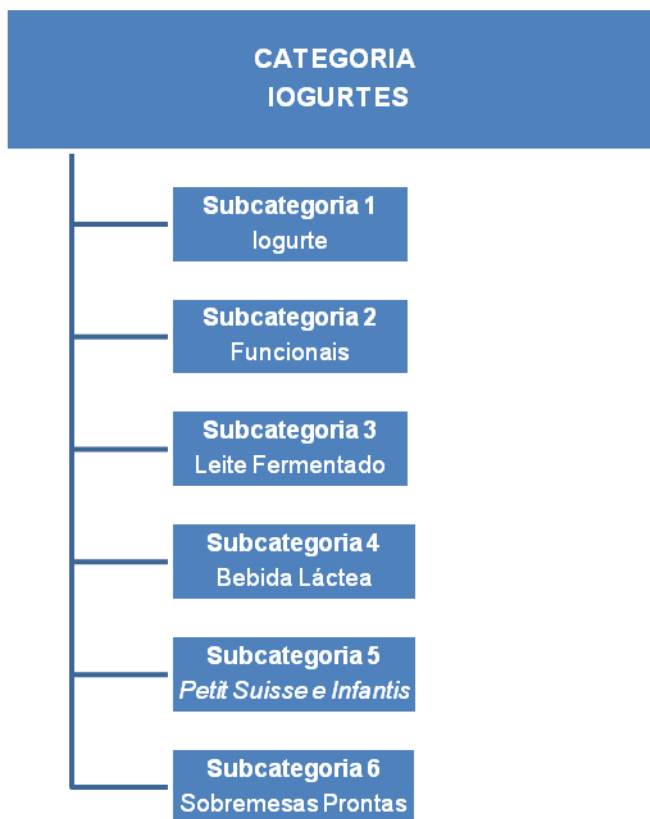 CATEGORIA
IOGURTES
Subcategoria 1
Iogurte
Subcategoria 2
Funcionais
Subcategoria 3
Leite Fermentado
Subcategoria 4
Bebida Láctea
Subcategoria 5
Petit Suisse e Infantis
Subcategoria 6
Sobremesas Prontas